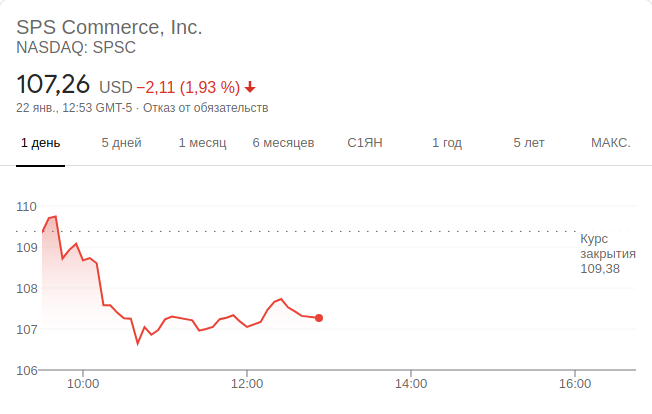 SPS Commerce, Inc.
NASDAQ: SPSC
107,26 USD −2,11 (1,93 %)
22 янв., 12:53 GMT-5 · Отказ от обязательств
1 день 5 дней 1 месяц 6 месяцев С1ЯН 1 год 5 лет МАКС.
110
109
108
107
106
Курс
закрытия
109,38
10:00 12:00 14:00 16:00